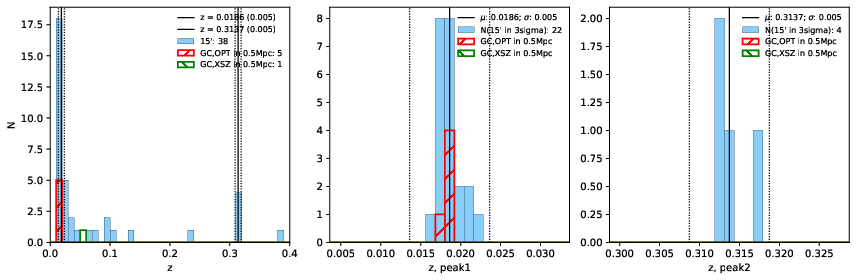 z = 0.0186 (0.005)
z = 0.3137 (0.005)
15': 38
GC,OPT in 0.5Mpc: 5
GC,XSZ in 0.5Mpc: 1
17.5
15.0
12.5
10.0
7.5
5.0
2.5
0.0
N
0.0 0.1 0.2 0.3 0.4
z
μ: 0.0186; σ: 0.005
N(15' in 3sigma): 22
GC,OPT in 0.5Mpc
GC,XSZ in 0.5Mpc
8
7
6
5
4
3
2
1
0
0.005 0.010 0.015 0.020 0.025 0.030
z, peak1
μ: 0.3137; σ: 0.005
N(15' in 3sigma): 4
GC,OPT in 0.5Mpc
GC,XSZ in 0.5Mpc
2.00
1.75
1.50
1.25
1.00
0.75
0.50
0.25
0.00
0.300 0.305 0.310 0.315 0.320 0.325
z, peak2